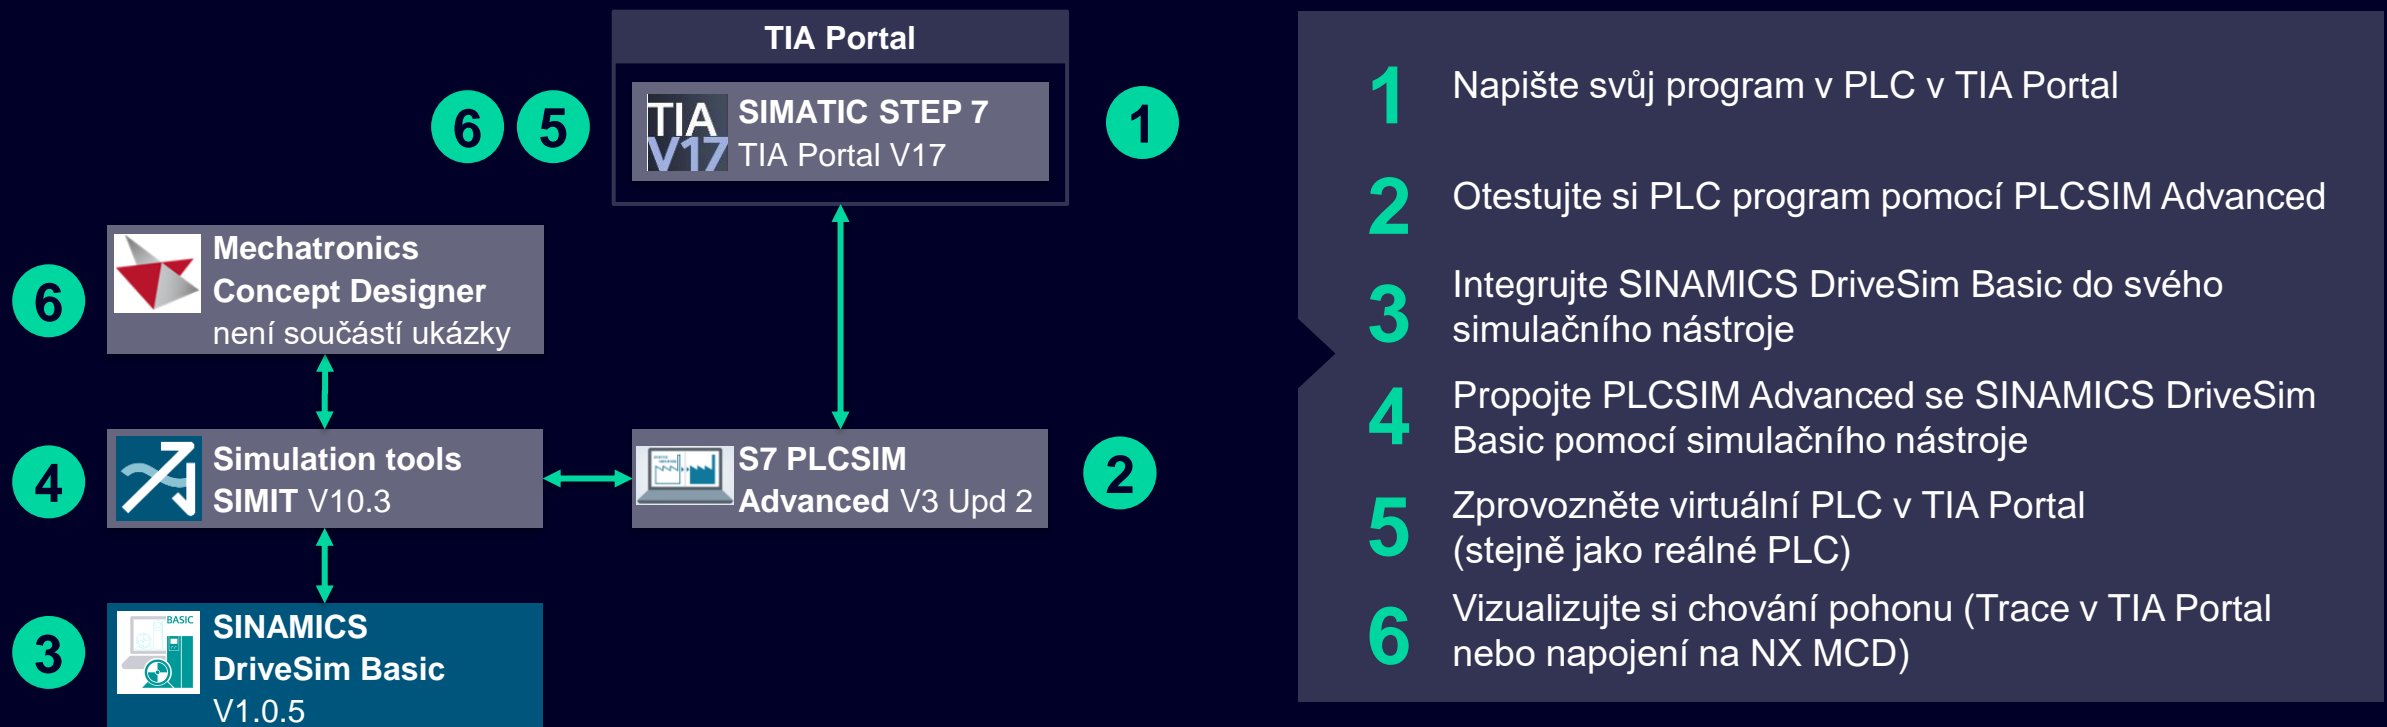 TIA Portal
6 5
TIA
V17
SIMATIC STEP 7
TIA Portal V17
1
Mechatronics
Concept Designer
není součástí ukázky
6
4
Simulation tools
SIMIT V10.3
S7 PLCSIM
Advanced V3 Upd 2
2
3
BASIC
SINAMICS
DriveSim Basic
V1.0.5
1 Napište svůj program v PLC v TIA Portal
2 Otestujte si PLC program pomocí PLCSIM Advanced
3 Integrujte SINAMICS DriveSim Basic do svého
simulačního nástroje
4 Propojte PLCSIM Advanced se SINAMICS DriveSim
Basic pomocí simulačního nástroje
5 Zprovozněte virtuální PLC v TIA Portal
(stejně jako reálné PLC)
6 Vizualizujte si chování pohonu (Trace v TIA Portal
nebo napojení na NX MCD)